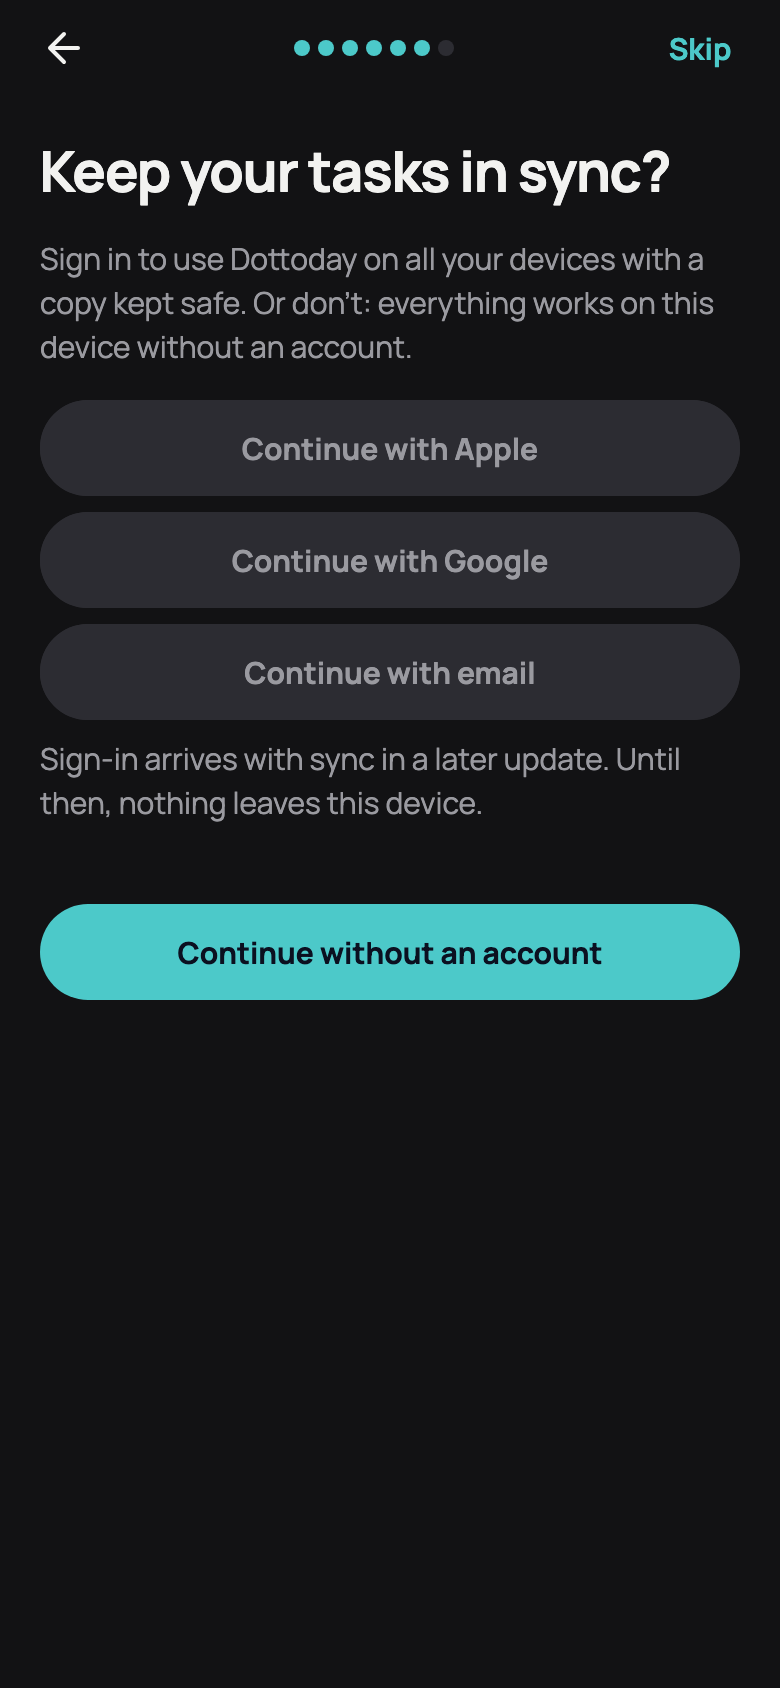 Skip
Keep your tasks in sync?
Sign in to use Dottoday on all your devices with a
copy kept safe. Or don’t: everything works on this
device without an account.
Continue with Apple
Continue with Google
Continue with email
Sign-in arrives with sync in a later update. Until
then, nothing leaves this device.
Continue without an account